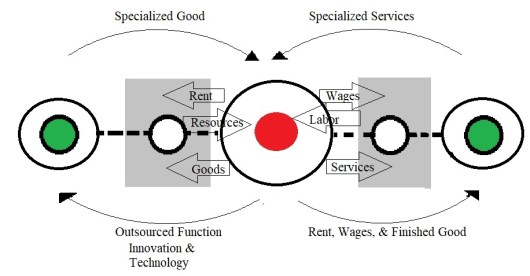 Specialized Good
Specialized Services
Rent
Wages
Resources
Labor
Goods
Services
Outsourced Function
Innovation &
Technology
Rent, Wages, & Finished Good